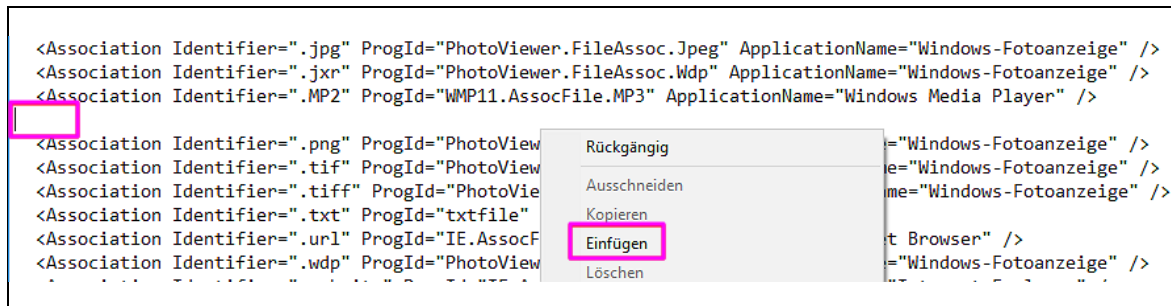 <Association Identifier=".jpg" ProgId="PhotoViewer.FileAssoc.Jpeg" ApplicationName="Windows-Fotoanzeige" />
<Association Identifier=".jxr" ProgId="PhotoViewer.FileAssoc.Wdp" ApplicationName="Windows-Fotoanzeige" />
<Association Identifier=".MP2" ProgId="WMP11.AssocFile.MP3" ApplicationName="Windows Media Player" />
<Association Identifier=".png" ProgId="PhotoView ="Windows-Fotoanzeige" />
<Association Identifier=".tif" ProgId="PhotoView e="Windows-Fotoanzeige" />
<Association Identifier=".tiff" ProgId="PhotoVie me="Windows-Fotoanzeige" />
<Association Identifier=".txt" ProgId="txtfile"
<Association Identifier=".url" ProgId="IE.AssocF t Browser" />
<Association Identifier=".wdp" ProgId="PhotoView ="Windows-Fotoanzeige" />
Rückgängig
Ausschneiden
Kopieren
Einfügen
Löschen